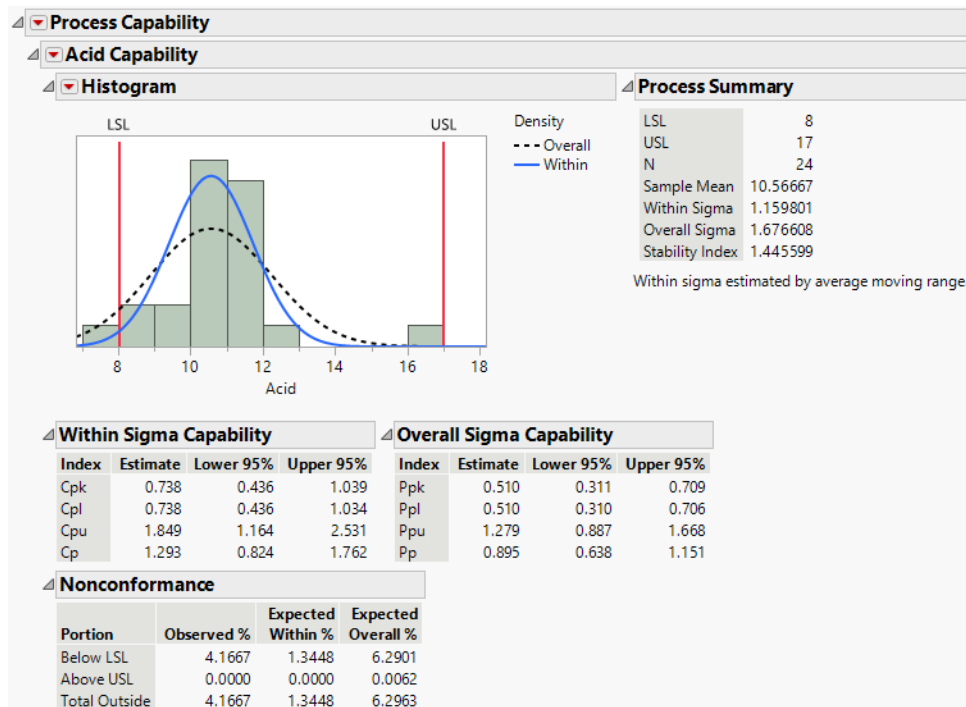 Process Capability
Acid Capability
Histogram
LSL USL
Density
Overall
Within
8 10 12 14 16 18
Acid
Process Summary
LSL 8
USL 17
N 24
Sample Mean 10.56667
Within Sigma 1.159801
Overall Sigma 1.676608
Stability Index 1.445599
Within sigma estimated by average moving range.
Within Sigma Capability
Index Estimate Lower 95% Upper 95%
Cpk 0.738 0.436 1.039
Cpl 0.738 0.436 1.034
Cpu 1.849 1.164 2.531
Cp 1.293 0.824 1.762
Overall Sigma Capability
Index Estimate Lower 95% Upper 95%
Ppk 0.510 0.311 0.709
Ppl 0.510 0.310 0.706
Ppu 1.279 0.887 1.668
Pp 0.895 0.638 1.151
Nonconformance
Expected Expected
Portion Observed % Within % Overall %
Below LSL 4.1667 1.3448 6.2901
Above USL 0.0000 0.0000 0.0062
Total Outside 4.1667 1.3448 6.2963